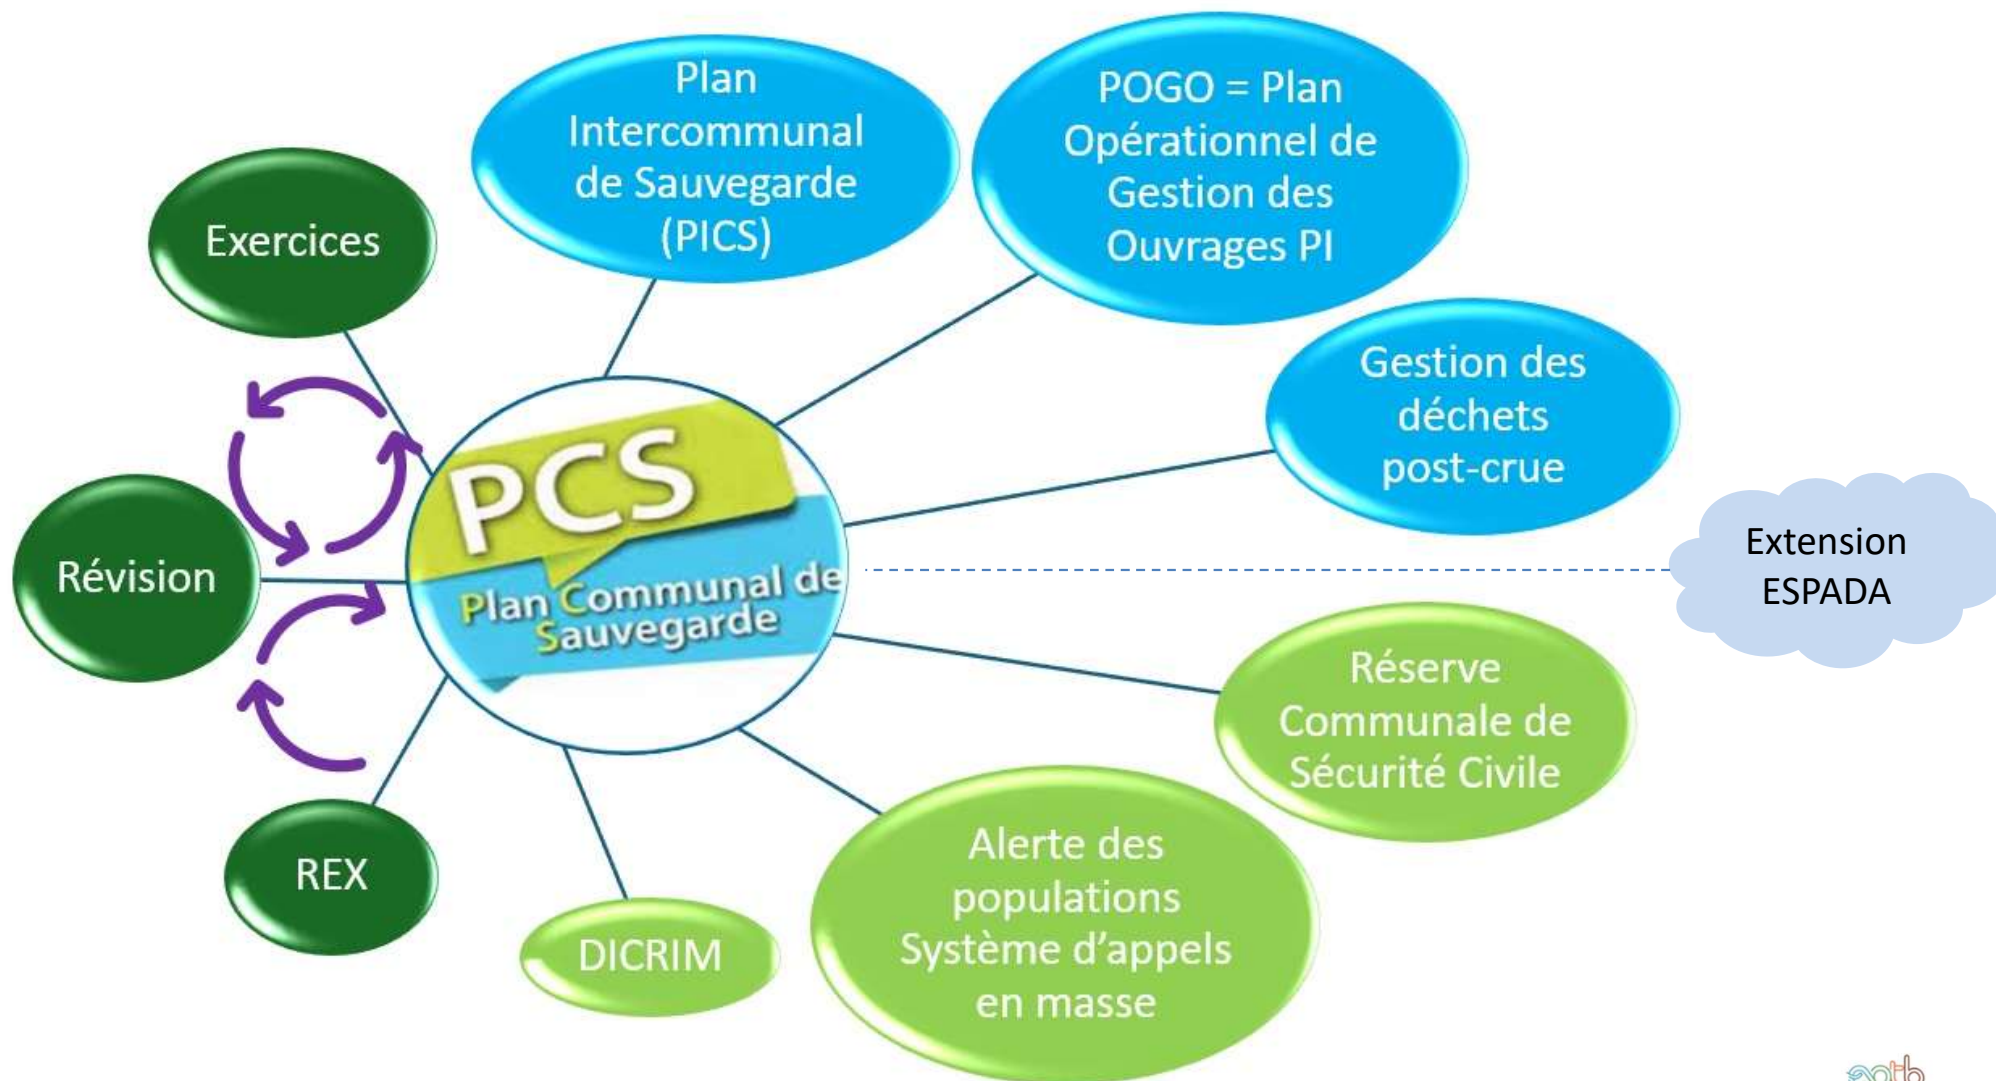 Plan
Intercommunal
de Sauvegarde
(PICS)
POGO = Plan
Opérationnel de
Gestion des
Ouvrages PI
Exercices
Gestion des
déchets
post-crue
PCS
Plan Communal de
Sauvegarde
Extension
ESPADA
Révision
Réserve
Communale de
Sécurité Civile
REX
Alerte des
populations
Système d’appels
en masse
DICRIM